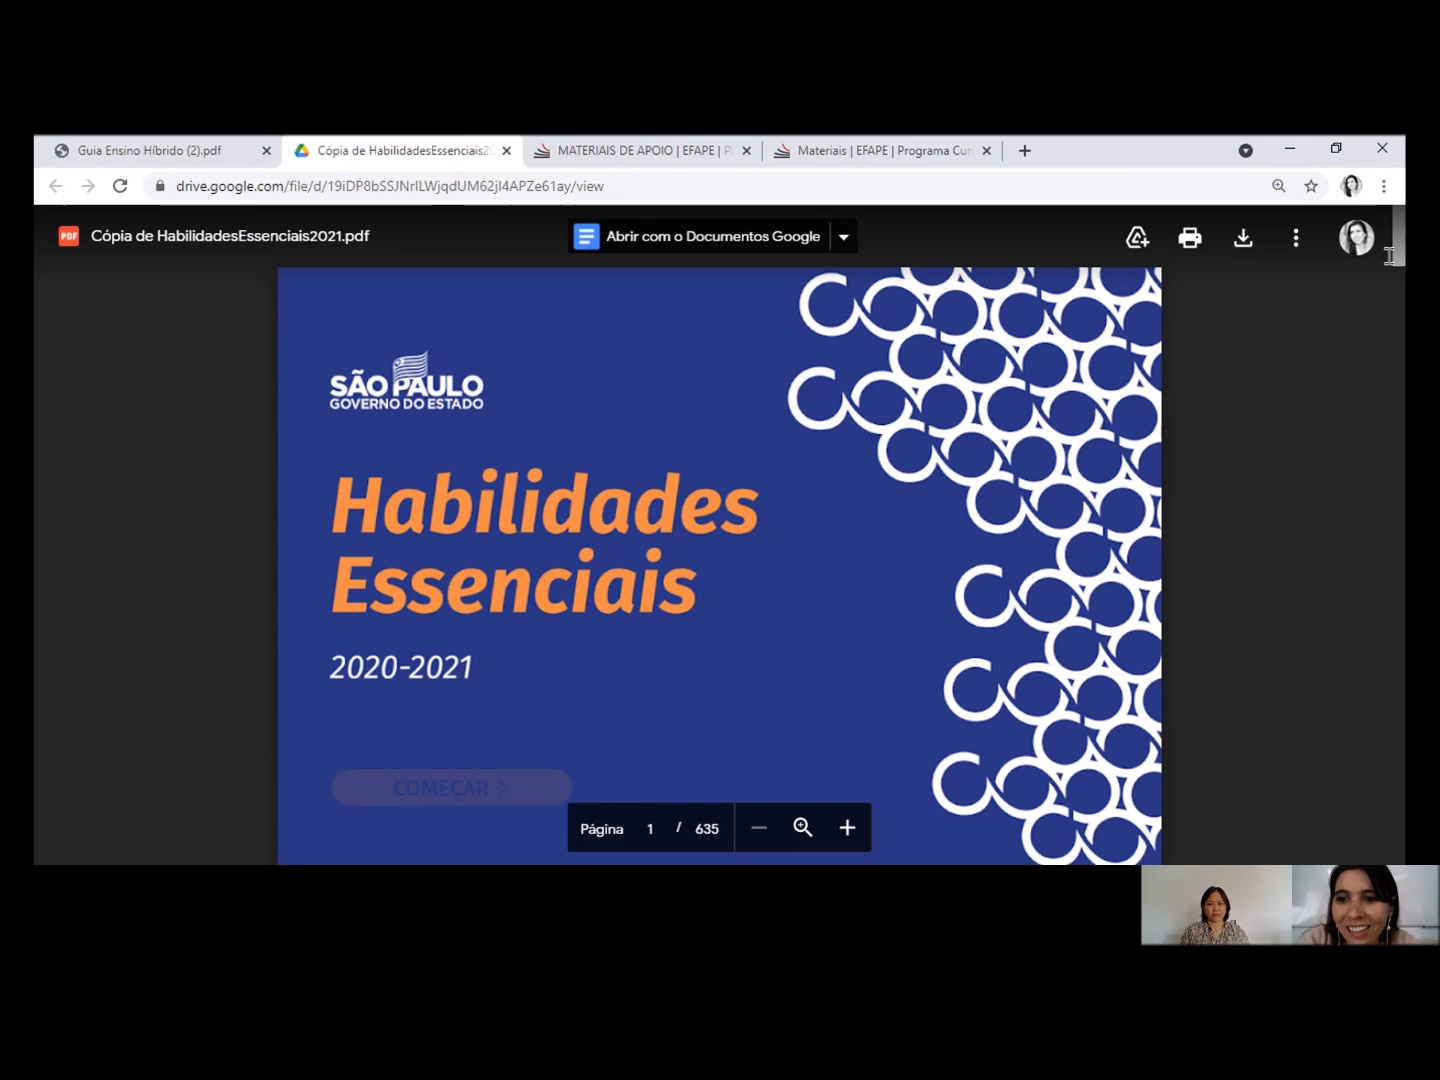 Guia Ensino Híbrido (2).pdf
Cópia de HabilidadesEssenciais2
MATERIAIS DE APOIO | EFAPE | P
Materiais | EFAPE | Programa Cur
drive.google.com/file/d/19iDP8bSSJNrILWjqdUM62jI4APZe61ay/view
PDF
Cópia de HabilidadesEssenciais2021.pdf
Abrir com o Documentos Google
SÃO PAULO
GOVERNO DO ESTADO
Habilidades
Essenciais
2020-2021
COMEÇAR >
Página 1 / 635